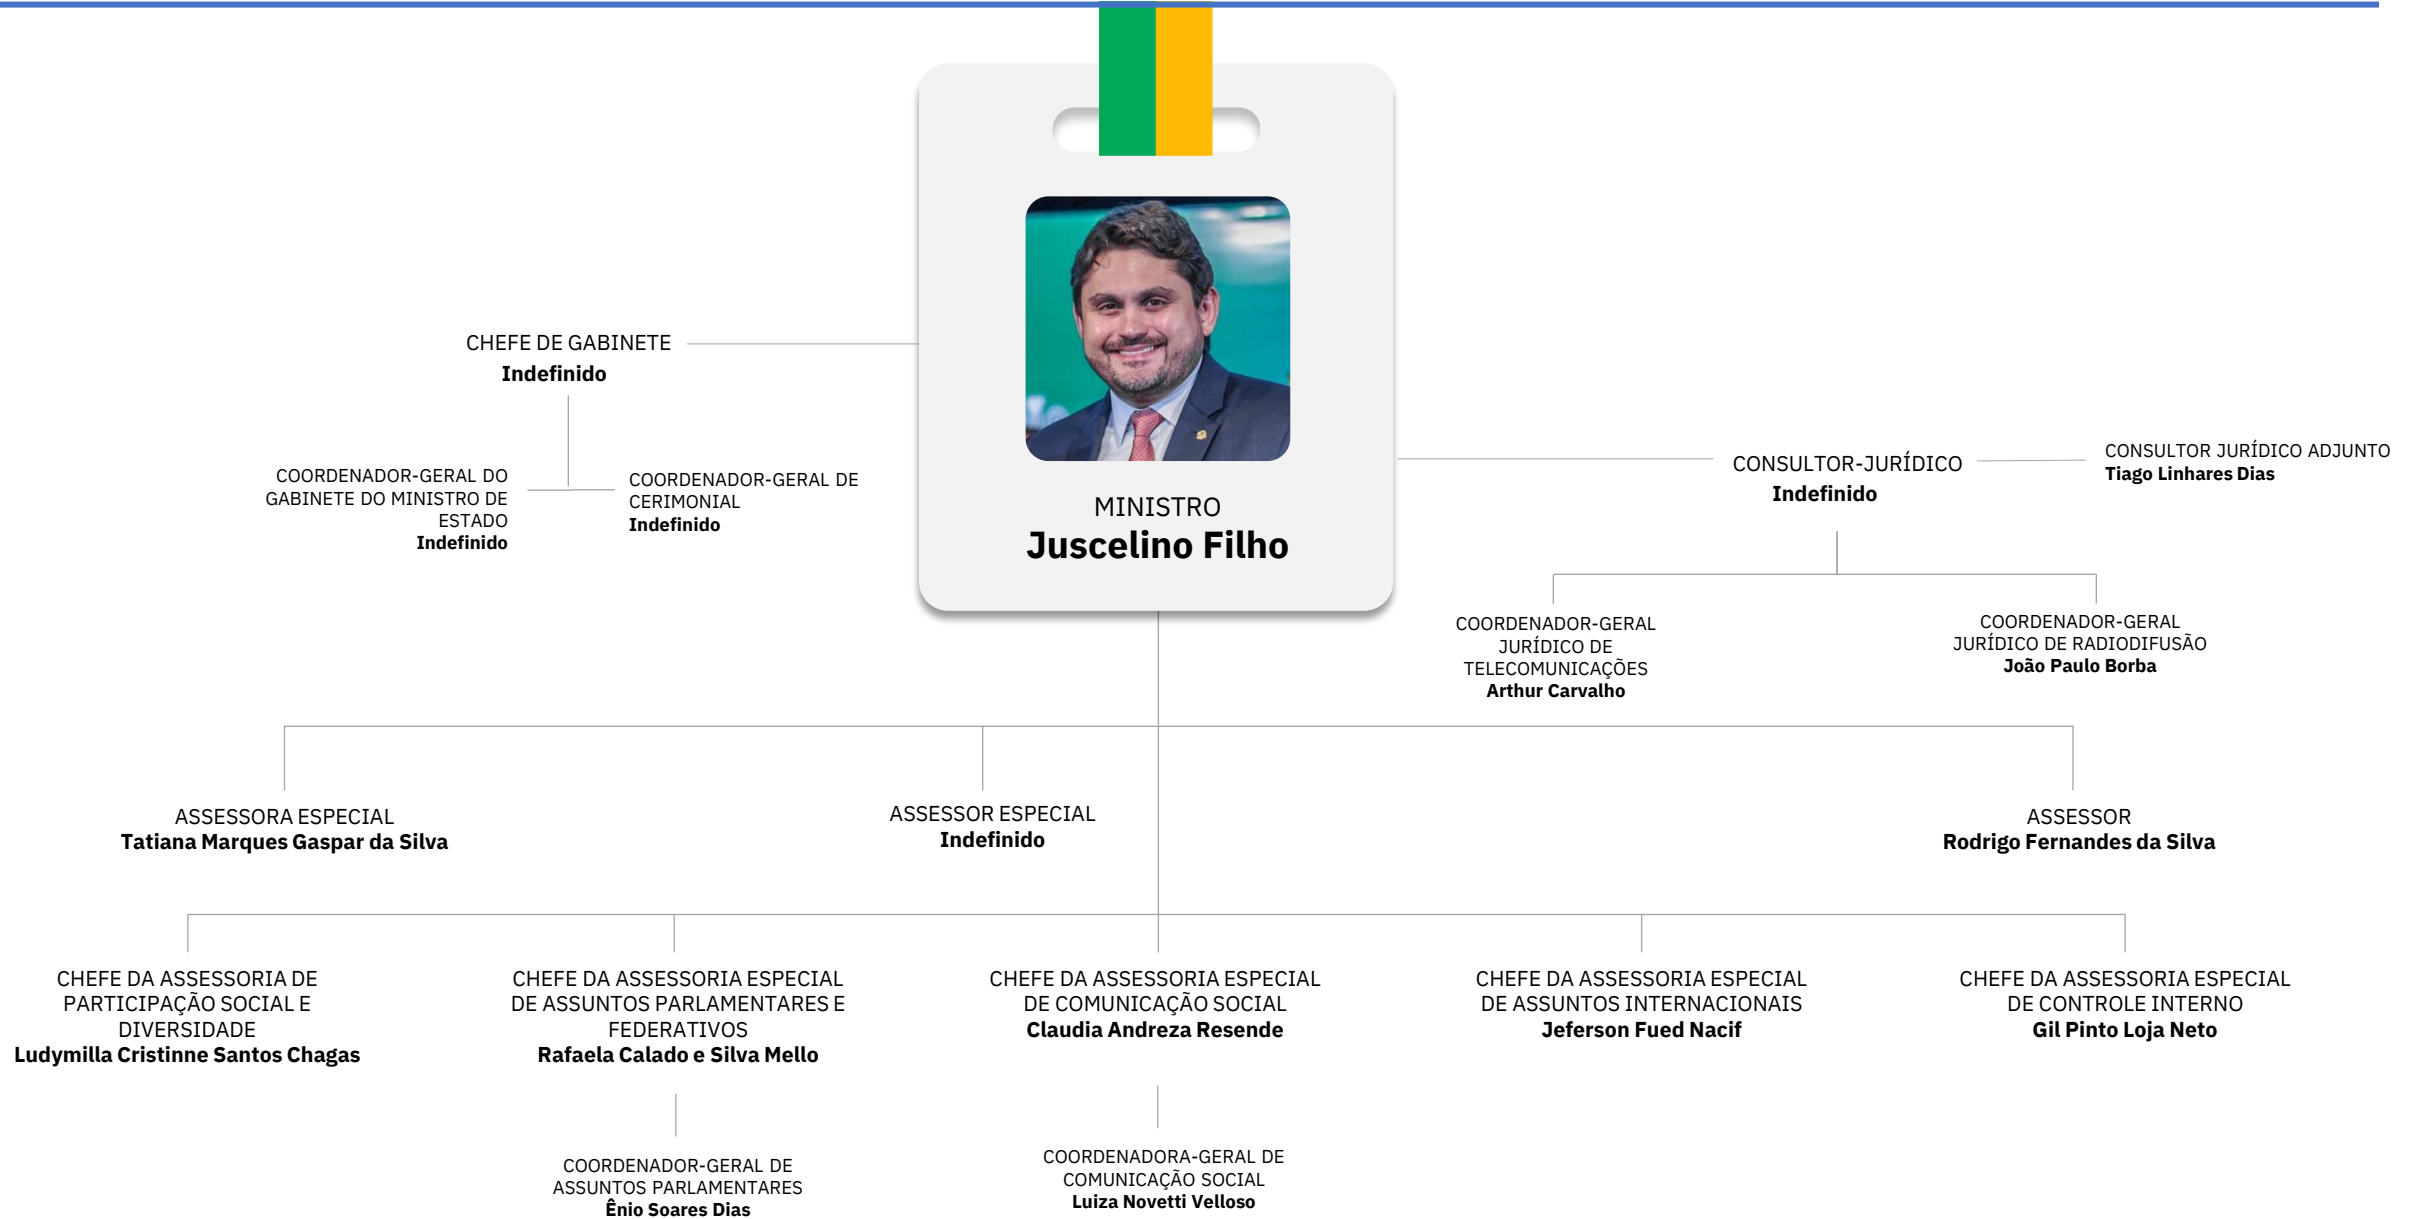 CHEFE DE GABINETE
Indefinido
COORDENADOR-GERAL DO
GABINETE DO MINISTRO DE
ESTADO
Indefinido
COORDENADOR-GERAL DE
CERIMONIAL
Indefinido
MINISTRO
Juscelino Filho
CONSULTOR-JURÍDICO
Indefinido
CONSULTOR JURÍDICO ADJUNTO
Tiago Linhares Dias
COORDENADOR-GERAL
JURÍDICO DE
TELECOMUNICAÇÕES
Arthur Carvalho
COORDENADOR-GERAL
JURÍDICO DE RADIODIFUSÃO
João Paulo Borba
ASSESSORA ESPECIAL
Tatiana Marques Gaspar da Silva
ASSESSOR ESPECIAL
Indefinido
ASSESSOR
Rodrigo Fernandes da Silva
CHEFE DA ASSESSORIA DE
PARTICIPAÇÃO SOCIAL E
DIVERSIDADE
Ludymilla Cristinne Santos Chagas
CHEFE DA ASSESSORIA ESPECIAL
DE ASSUNTOS PARLAMENTARES E
FEDERATIVOS
Rafaela Calado e Silva Mello
CHEFE DA ASSESSORIA ESPECIAL
DE COMUNICAÇÃO SOCIAL
Claudia Andreza Resende
CHEFE DA ASSESSORIA ESPECIAL
DE ASSUNTOS INTERNACIONAIS
Jeferson Fued Nacif
CHEFE DA ASSESSORIA ESPECIAL
DE CONTROLE INTERNO
Gil Pinto Loja Neto
COORDENADOR-GERAL DE
ASSUNTOS PARLAMENTARES
Ênio Soares Dias
COORDENADORA-GERAL DE
COMUNICAÇÃO SOCIAL
Luiza Novetti Velloso